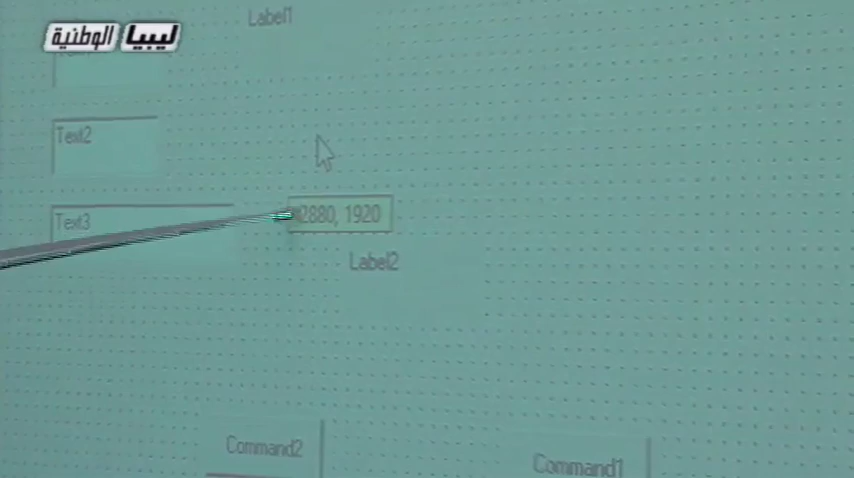 ليبيا الوطنية
Label1
Text2
Text3
2880, 1920
Label2
Command2
Command1